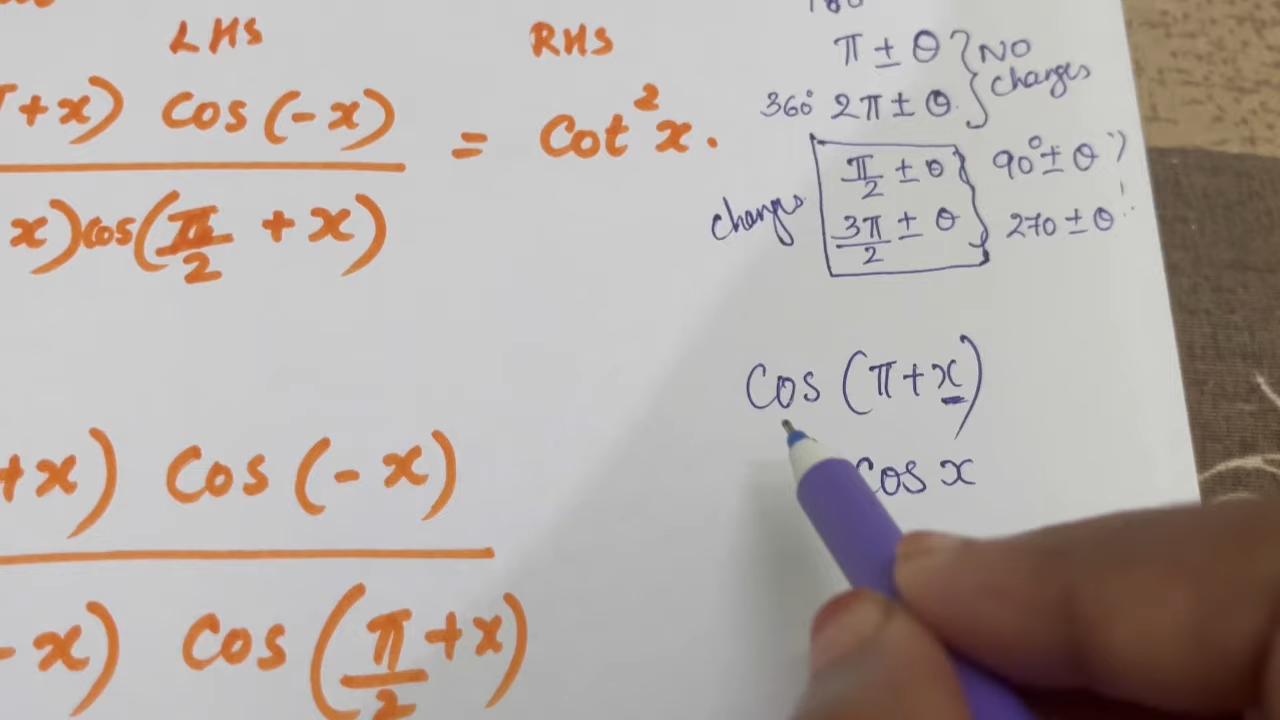 LHS RHS
+x) cos (-x) = cot²x.
x) cos(π/2 + x)
180
π ± θ } NO changes
360° 2π ± θ
changes π/2 ± θ } 90° ± θ
3π/2 ± θ } 270 ± θ
cos (π+x)
cos x
+x) cos (-x)
- x) cos (π/2 +x)